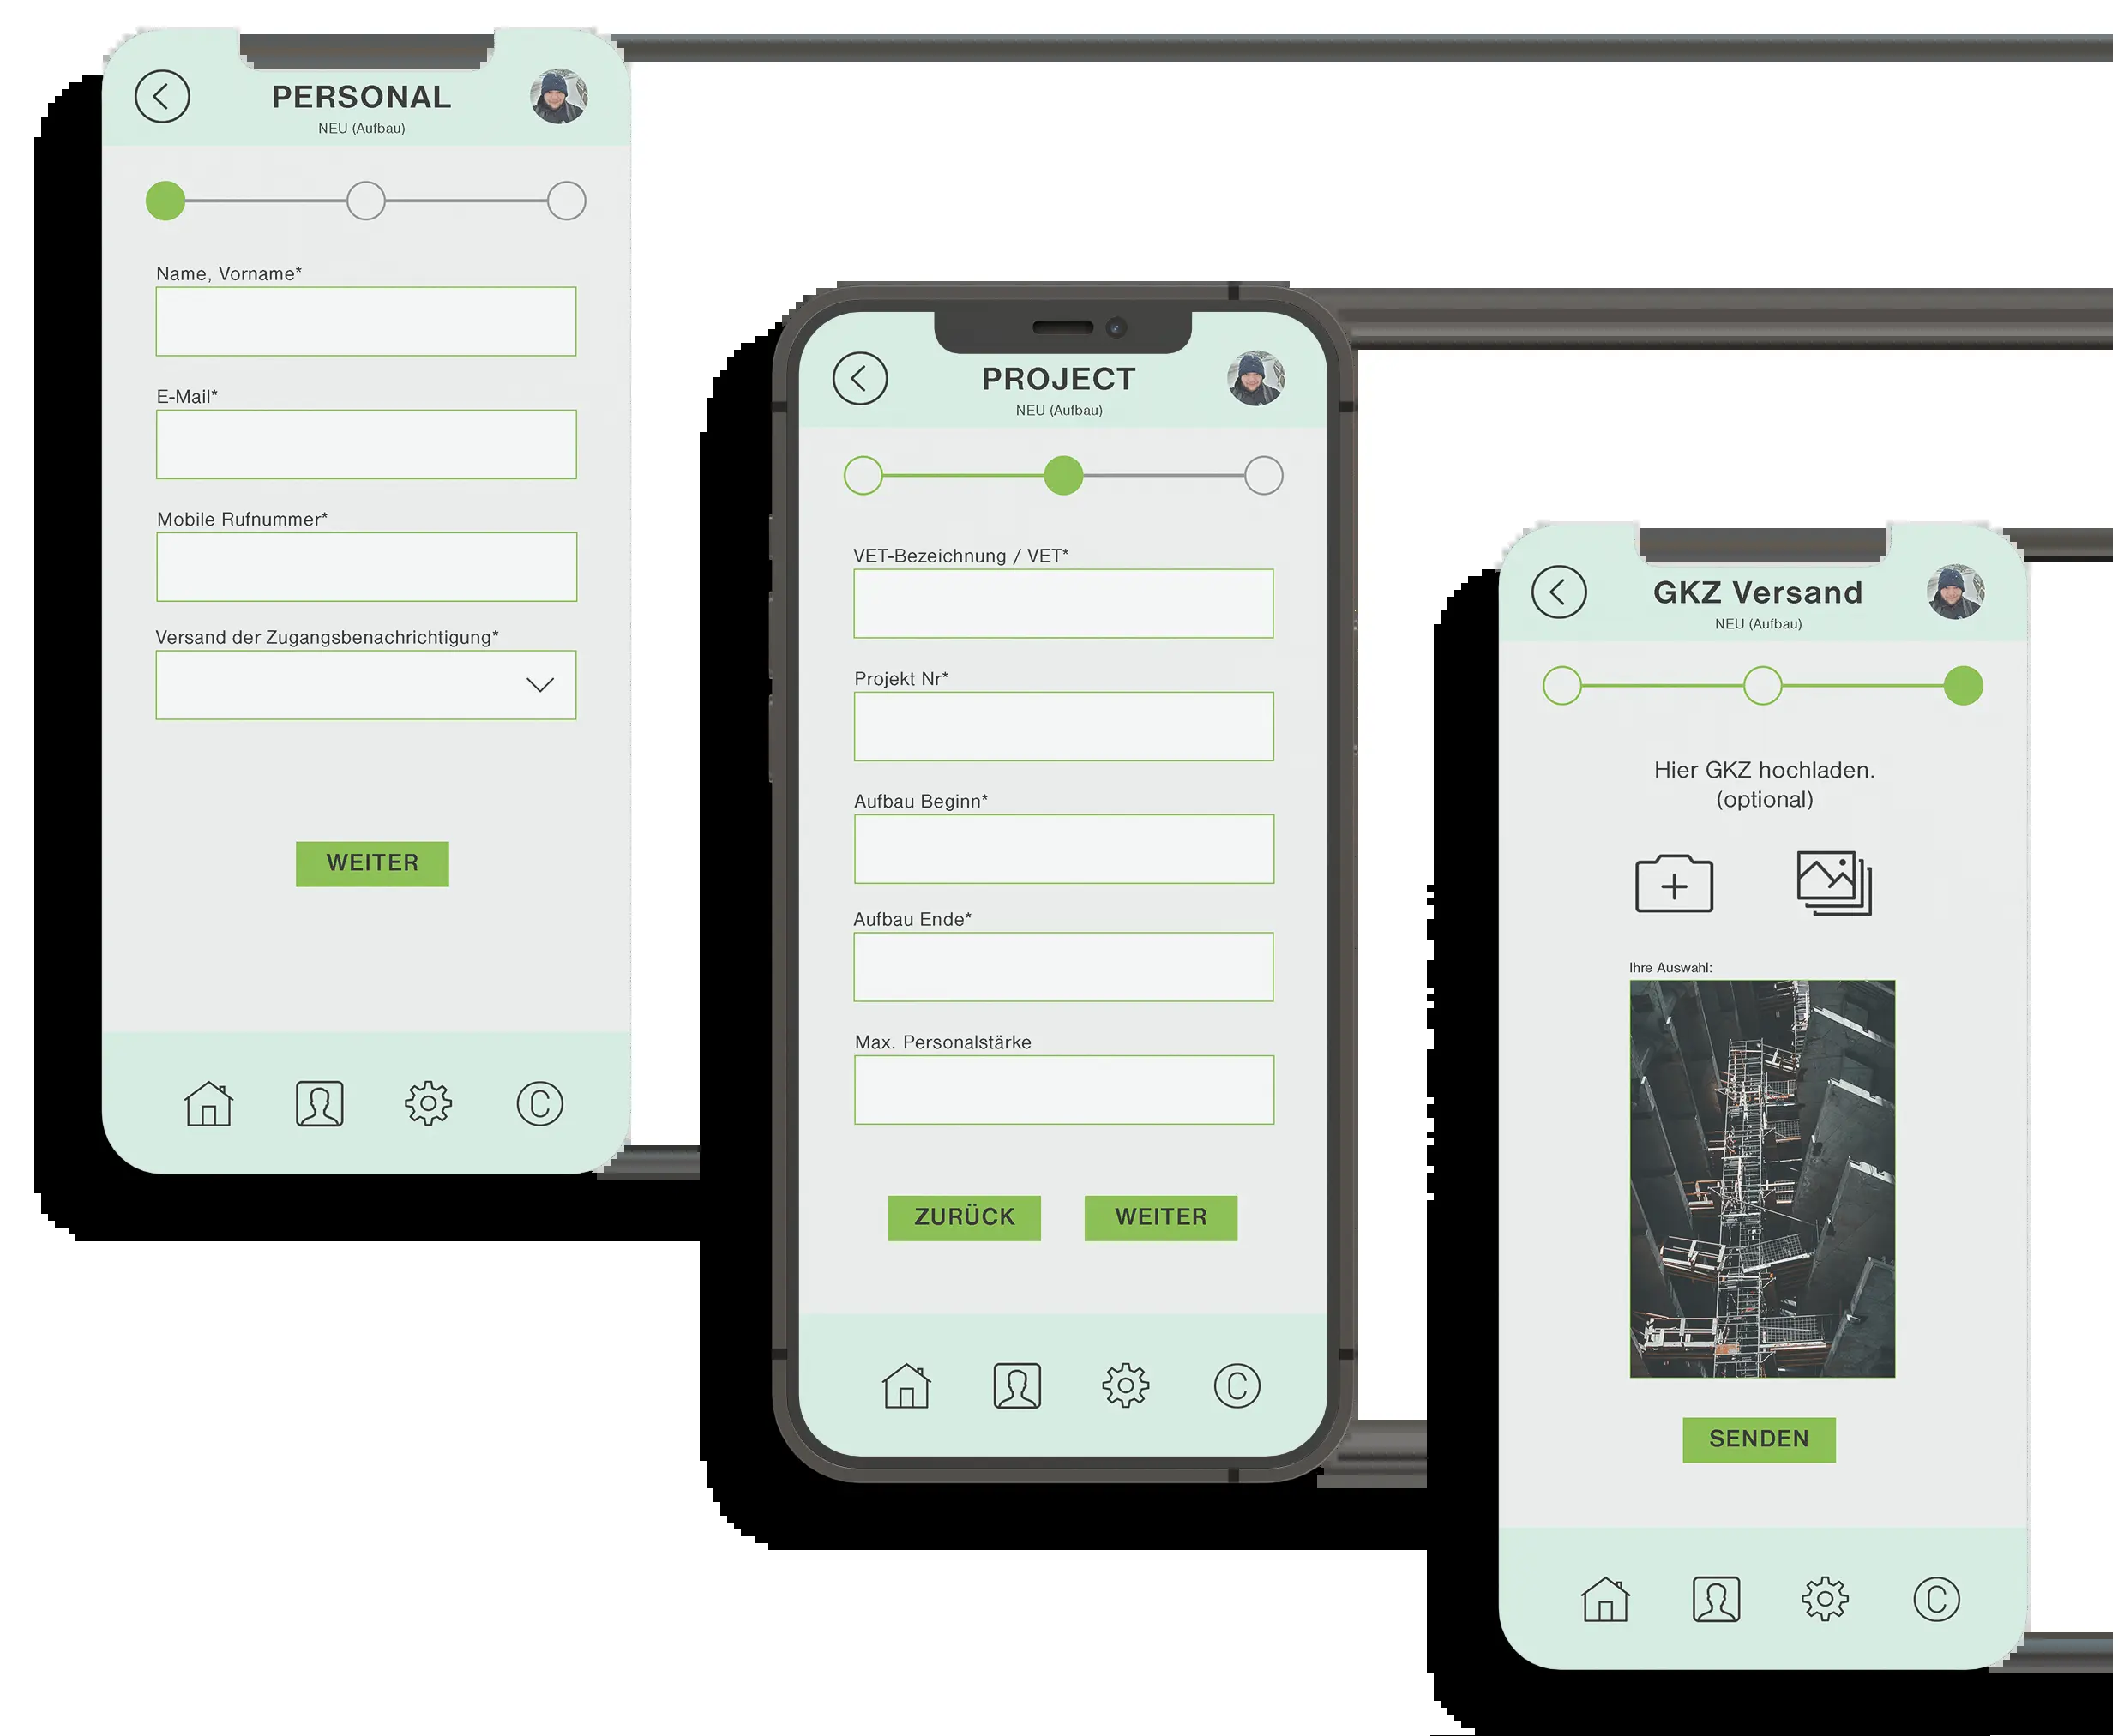 PERSONAL
NEU (Aufbau)
Name, Vorname*
E-Mail*
Mobile Rufnummer*
Versand der Zugangsbenachrichtigung*
WEITER
PROJECT
NEU (Aufbau)
VET-Bezeichnung / VET*
Projekt Nr*
Aufbau Beginn*
Aufbau Ende*
Max. Personalstärke
ZURÜCK
WEITER
GKZ Versand
NEU (Aufbau)
Hier GKZ hochladen.
(optional)
Ihre Auswahl:
SENDEN